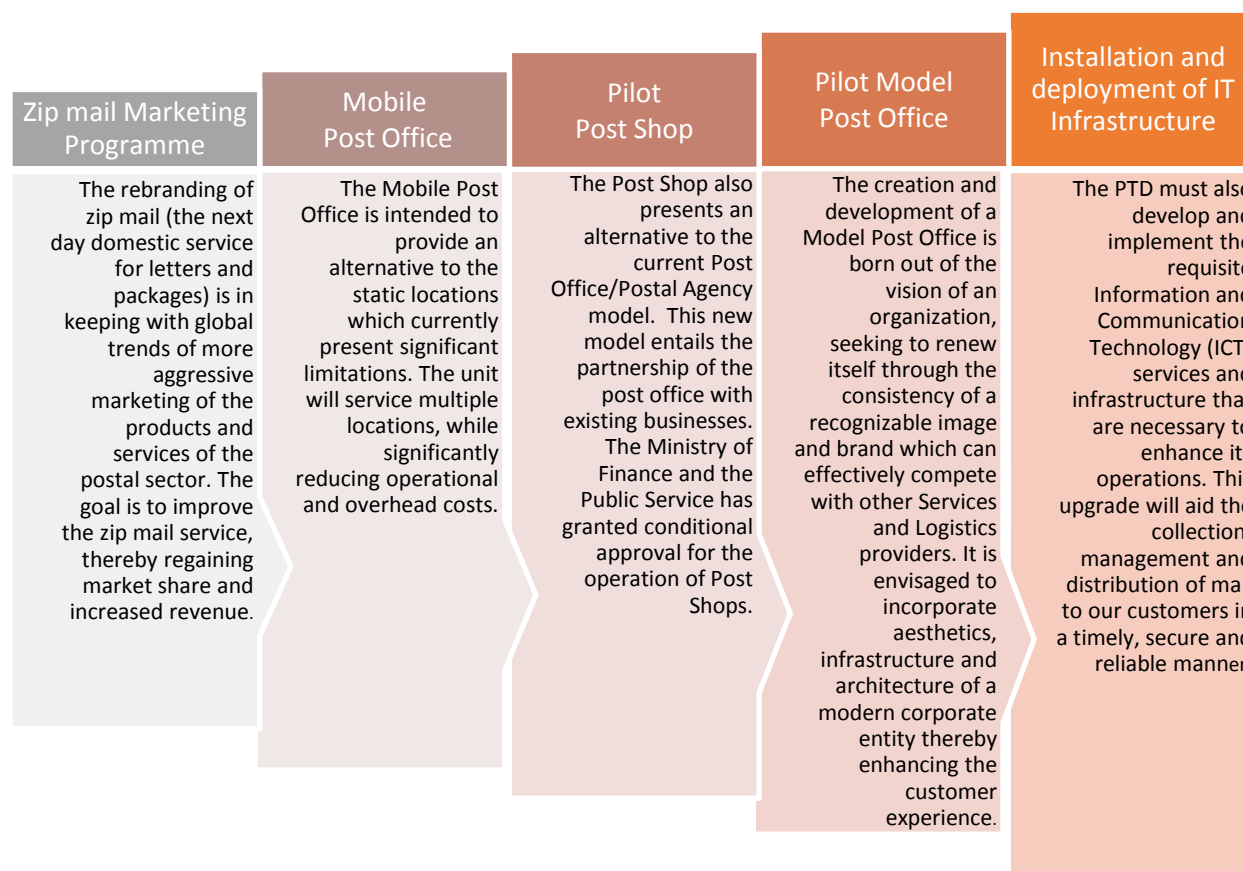 Zip mail Marketing
Programme
The rebranding of
zip mail (the next
day domestic service
for letters and
packages) is in
keeping with global
trends of more
aggressive
marketing of the
products and
services of the
postal sector. The
goal is to improve
the zip mail service,
thereby regaining
market share and
increased revenue.
Mobile
Post Office
The Mobile Post
Office is intended to
provide an
alternative to the
static locations
which currently
present significant
limitations. The unit
will service multiple
locations, while
significantly
reducing operational
and overhead costs.
Pilot
Post Shop
The Post Shop also
presents an
alternative to the
current Post
Office/Postal Agency
model. This new
model entails the
partnership of the
post office with
existing businesses.
The Ministry of
Finance and the
Public Service has
granted conditional
approval for the
operation of Post
Shops.
Pilot Model
Post Office
The creation and
development of a
Model Post Office is
born out of the
vision of an
organization,
seeking to renew
itself through the
consistency of a
recognizable image
and brand which can
effectively compete
with other Services
and Logistics
providers. It is
envisaged to
incorporate
aesthetics,
infrastructure and
architecture of a
modern corporate
entity thereby
enhancing the
customer
experience.
Installation and
deployment of IT
Infrastructure
The PTD must also
develop and
implement the
requisite
Information and
Communication
Technology (ICT
services and
infrastructure tha
are necessary to
enhance it
operations. Thi
upgrade will aid the
collection
management and
distribution of ma
to our customers in
a timely, secure and
reliable manner